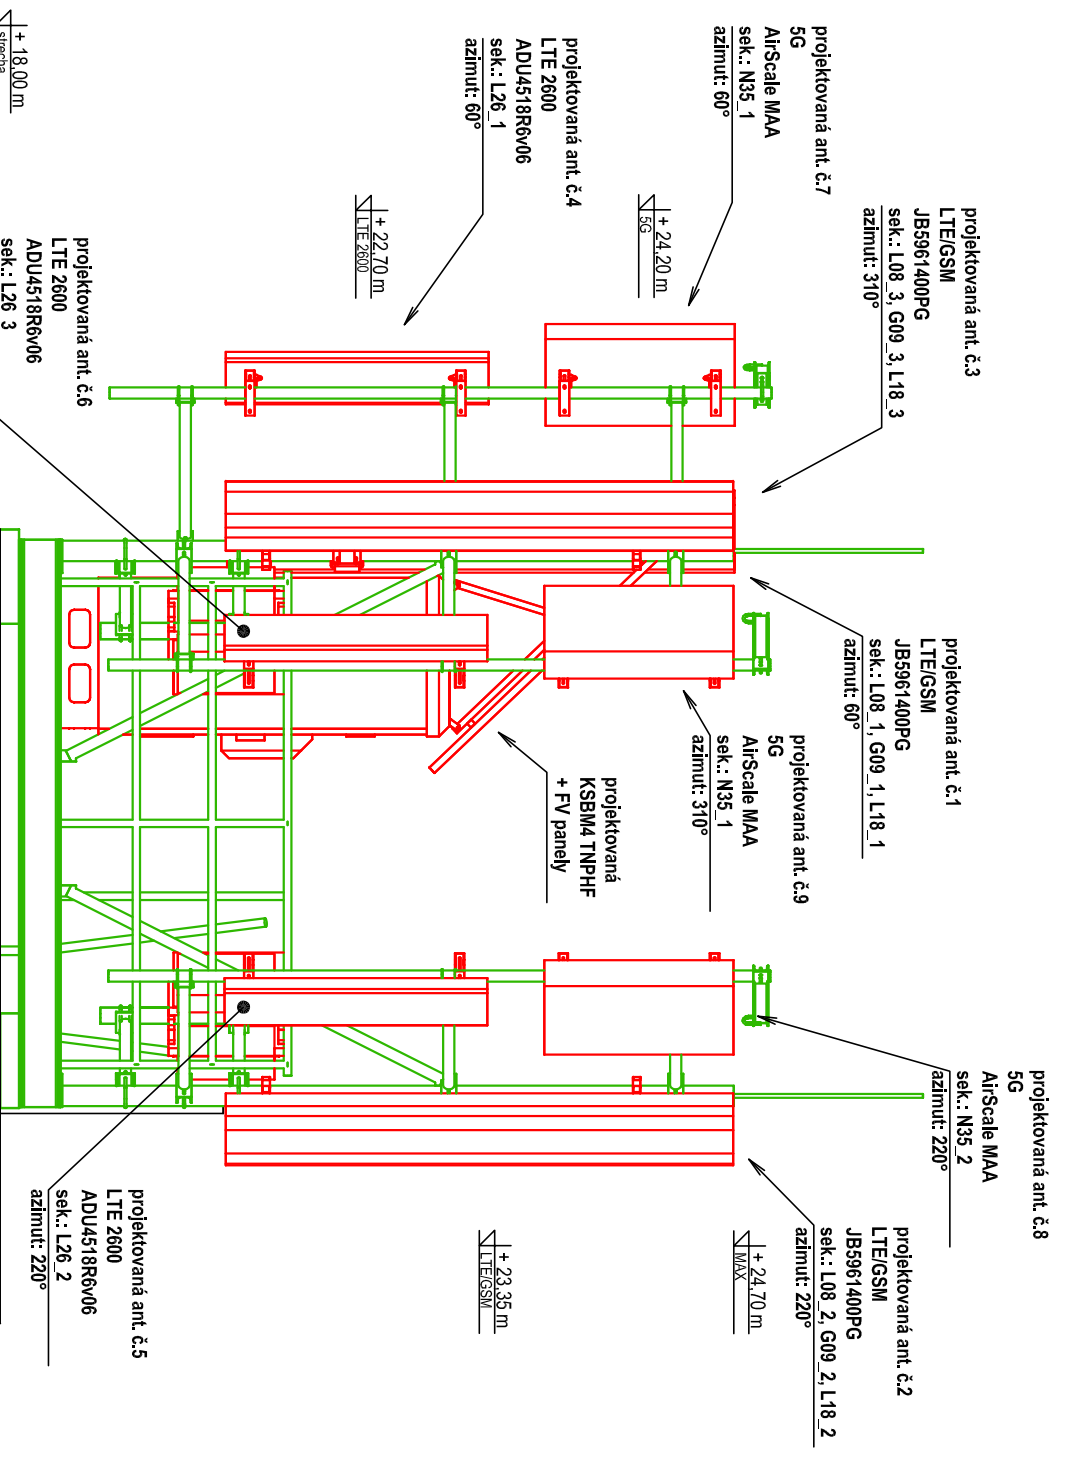 projektovaná ant. č.3
LTE/GSM
JB5961400PG
sek.: L08_3, G09_3, L18_3
azimut: 310°
projektovaná ant. č.7
5G
AirScale MAA
sek.: N35_1
azimut: 60°
projektovaná ant. č.4
LTE 2600
ADU4518R6v06
sek.: L26_1
azimut: 60°
+ 24,20 m
5G
+ 22,70 m
LTE 2600
+ 18,00 m
strecha
projektovaná ant. č.6
LTE 2600
ADU4518R6v06
sek.: L26_3
projektovaná ant. č.1
LTE/GSM
JB5961400PG
sek.: L08_1, G09_1, L18_1
azimut: 60°
projektovaná ant. č.9
5G
AirScale MAA
sek.: N35_1
azimut: 310°
projektovaná
KSBM4 TNPHF
+ FV panely
projektovaná ant. č.8
5G
AirScale MAA
sek.: N35_2
azimut: 220°
projektovaná ant. č.2
LTE/GSM
JB5961400PG
sek.: L08_2, G09_2, L18_2
azimut: 220°
+ 24,70 m
MAX
+ 23,35 m
LTE/GSM
projektovaná ant. č.5
LTE 2600
ADU4518R6v06
sek.: L26_2
azimut: 220°